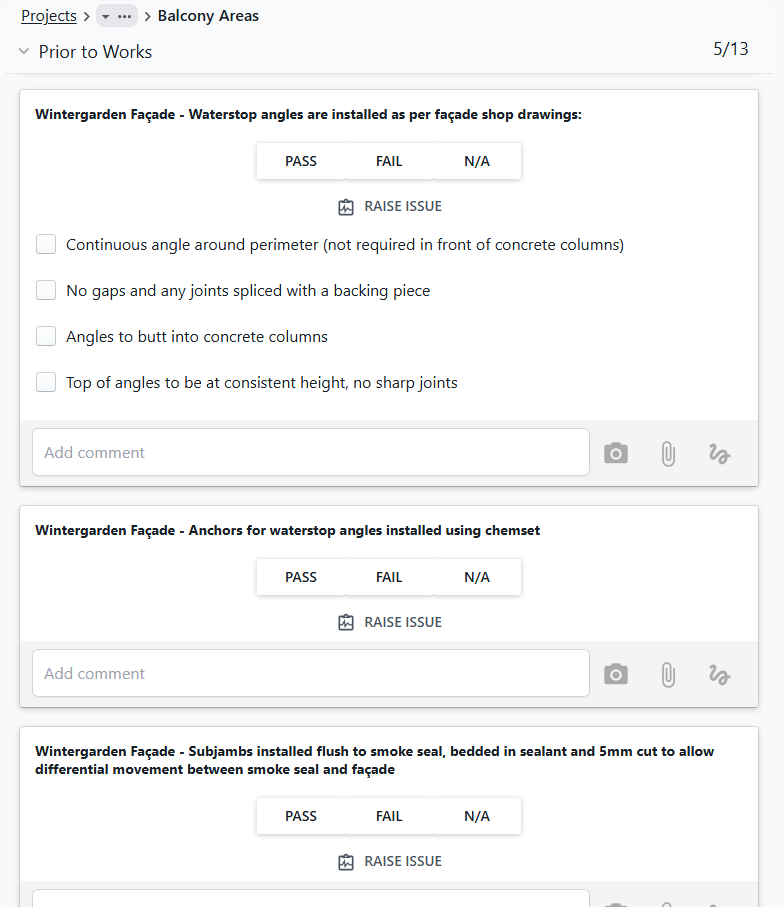 Projects > ... > Balcony Areas
Prior to Works 5/13
Wintergarden Façade - Waterstop angles are installed as per façade shop drawings:
PASS FAIL N/A
RAISE ISSUE
Continuous angle around perimeter (not required in front of concrete columns)
No gaps and any joints spliced with a backing piece
Angles to butt into concrete columns
Top of angles to be at consistent height, no sharp joints
Add comment
Wintergarden Façade - Anchors for waterstop angles installed using chemset
PASS FAIL N/A
RAISE ISSUE
Add comment
Wintergarden Façade - Subjambs installed flush to smoke seal, bedded in sealant and 5mm cut to allow
differential movement between smoke seal and façade
PASS FAIL N/A
RAISE ISSUE